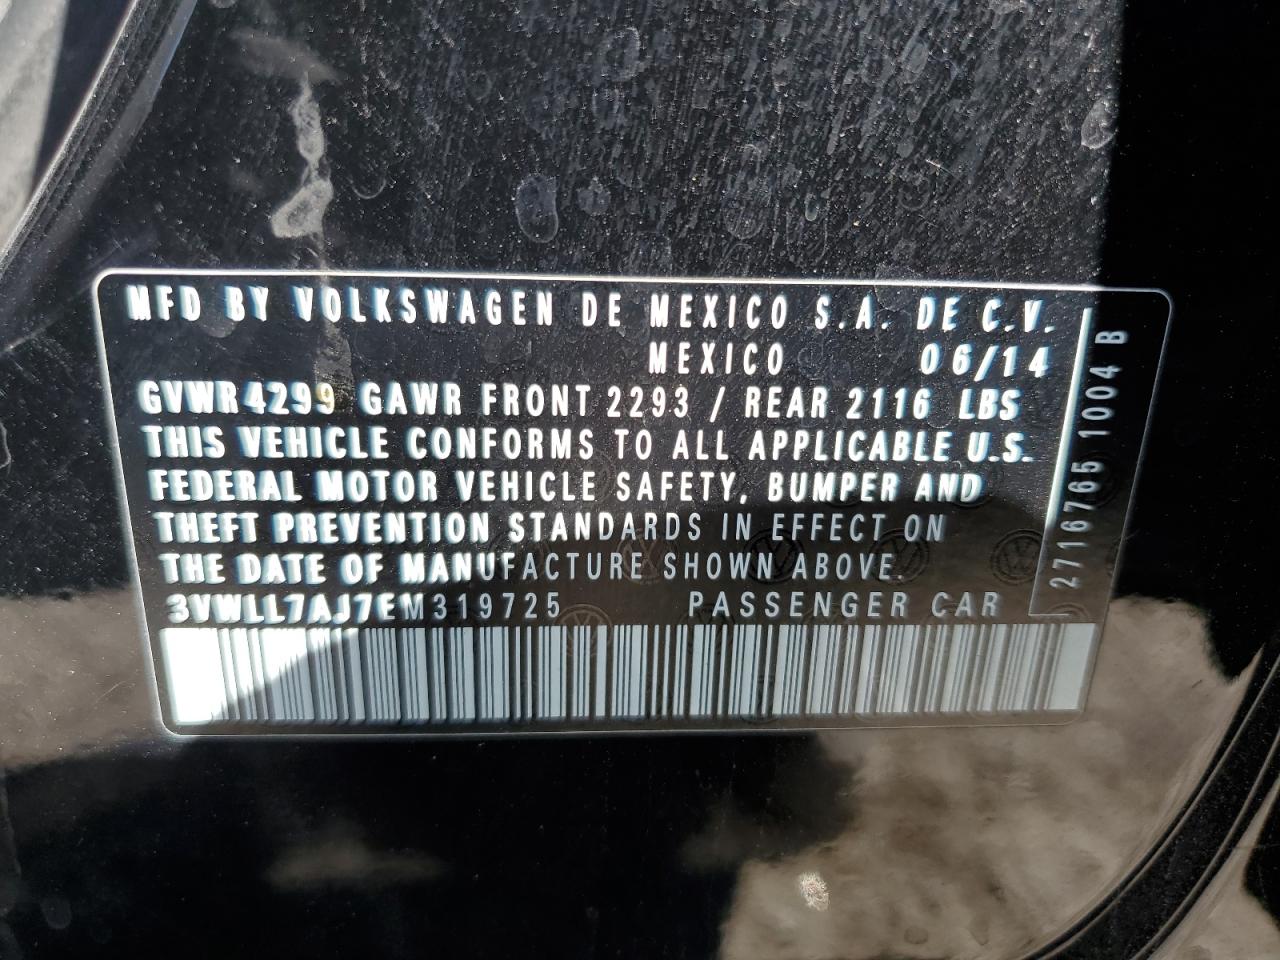 MFD BY VOLKSWAGEN DE MEXICO S.A. DE C.V.
MEXICO 06/14
GVWR 4299 GAWR FRONT 2293 / REAR 2116 LBS
THIS VEHICLE CONFORMS TO ALL APPLICABLE U.S.
FEDERAL MOTOR VEHICLE SAFETY, BUMPER AND
THEFT PREVENTION STANDARDS IN EFFECT ON
THE DATE OF MANUFACTURE SHOWN ABOVE.
3VWLL7AJ7EM319725 PASSENGER CAR
2716765 1004 B